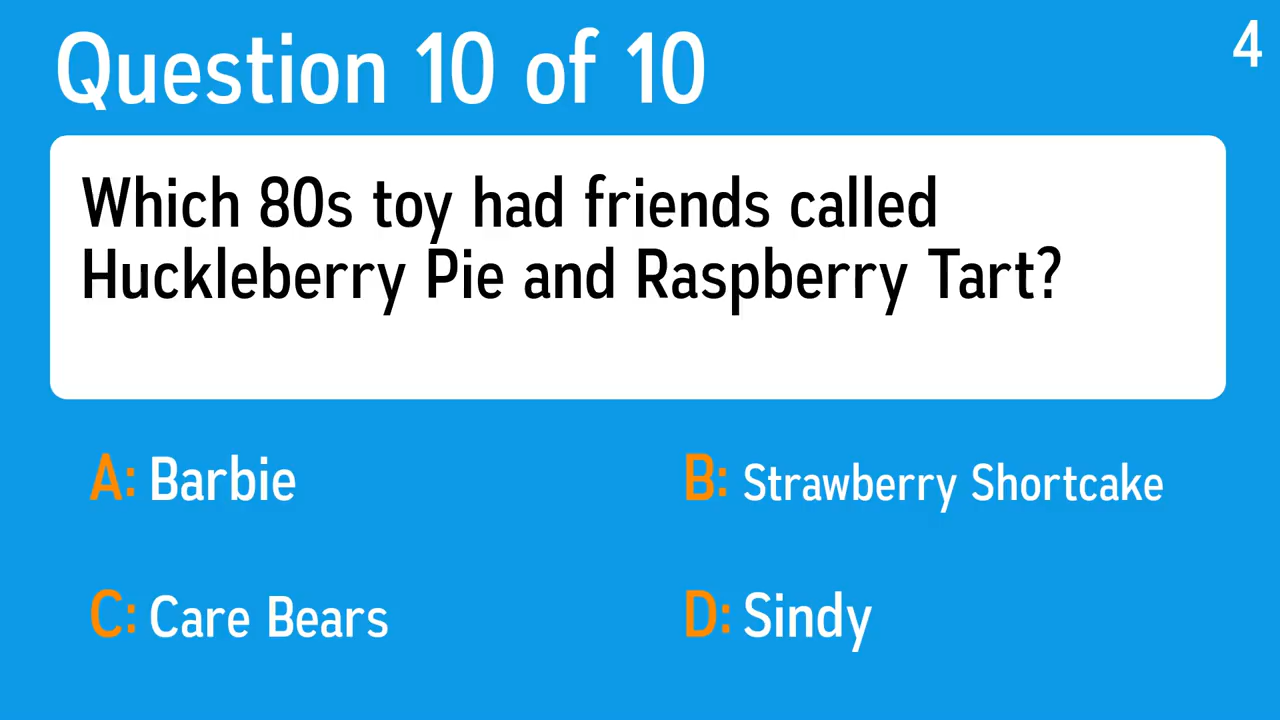 Question 10 of 10
4
Which 80s toy had friends called
Huckleberry Pie and Raspberry Tart?
A: Barbie
B: Strawberry Shortcake
C: Care Bears
D: Sindy